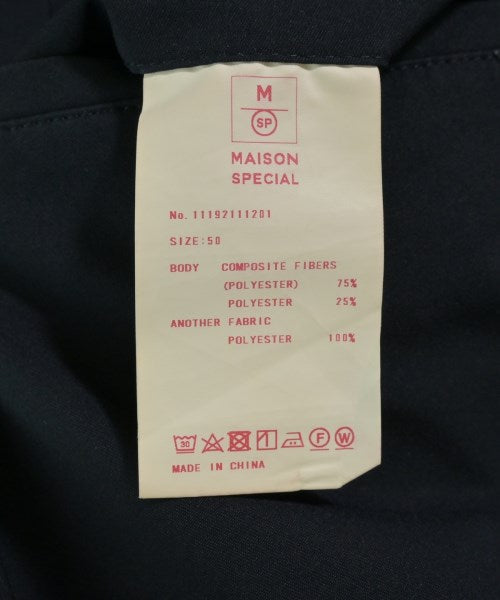 M
SP
MAISON
SPECIAL
No. 11192111201
SIZE:50
BODY COMPOSITE FIBERS
(POLYESTER) 75%
POLYESTER 25%
ANOTHER FABRIC
POLYESTER 100%
30 F W
MADE IN CHINA